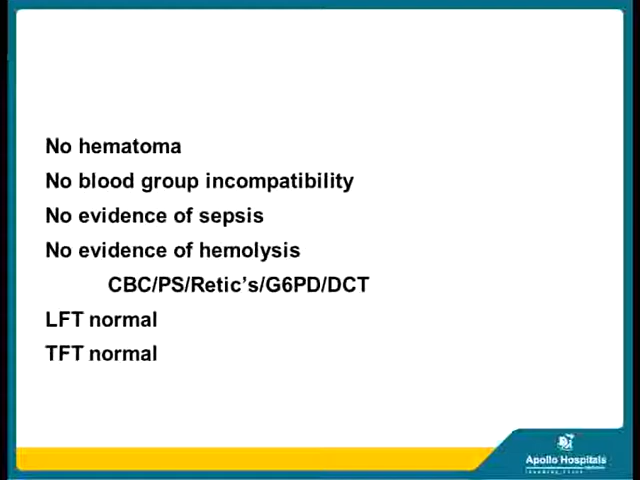 No hematoma
No blood group incompatibility
No evidence of sepsis
No evidence of hemolysis
CBC/PS/Retic's/G6PD/DCT
LFT normal
TFT normal
Apollo Hospitals